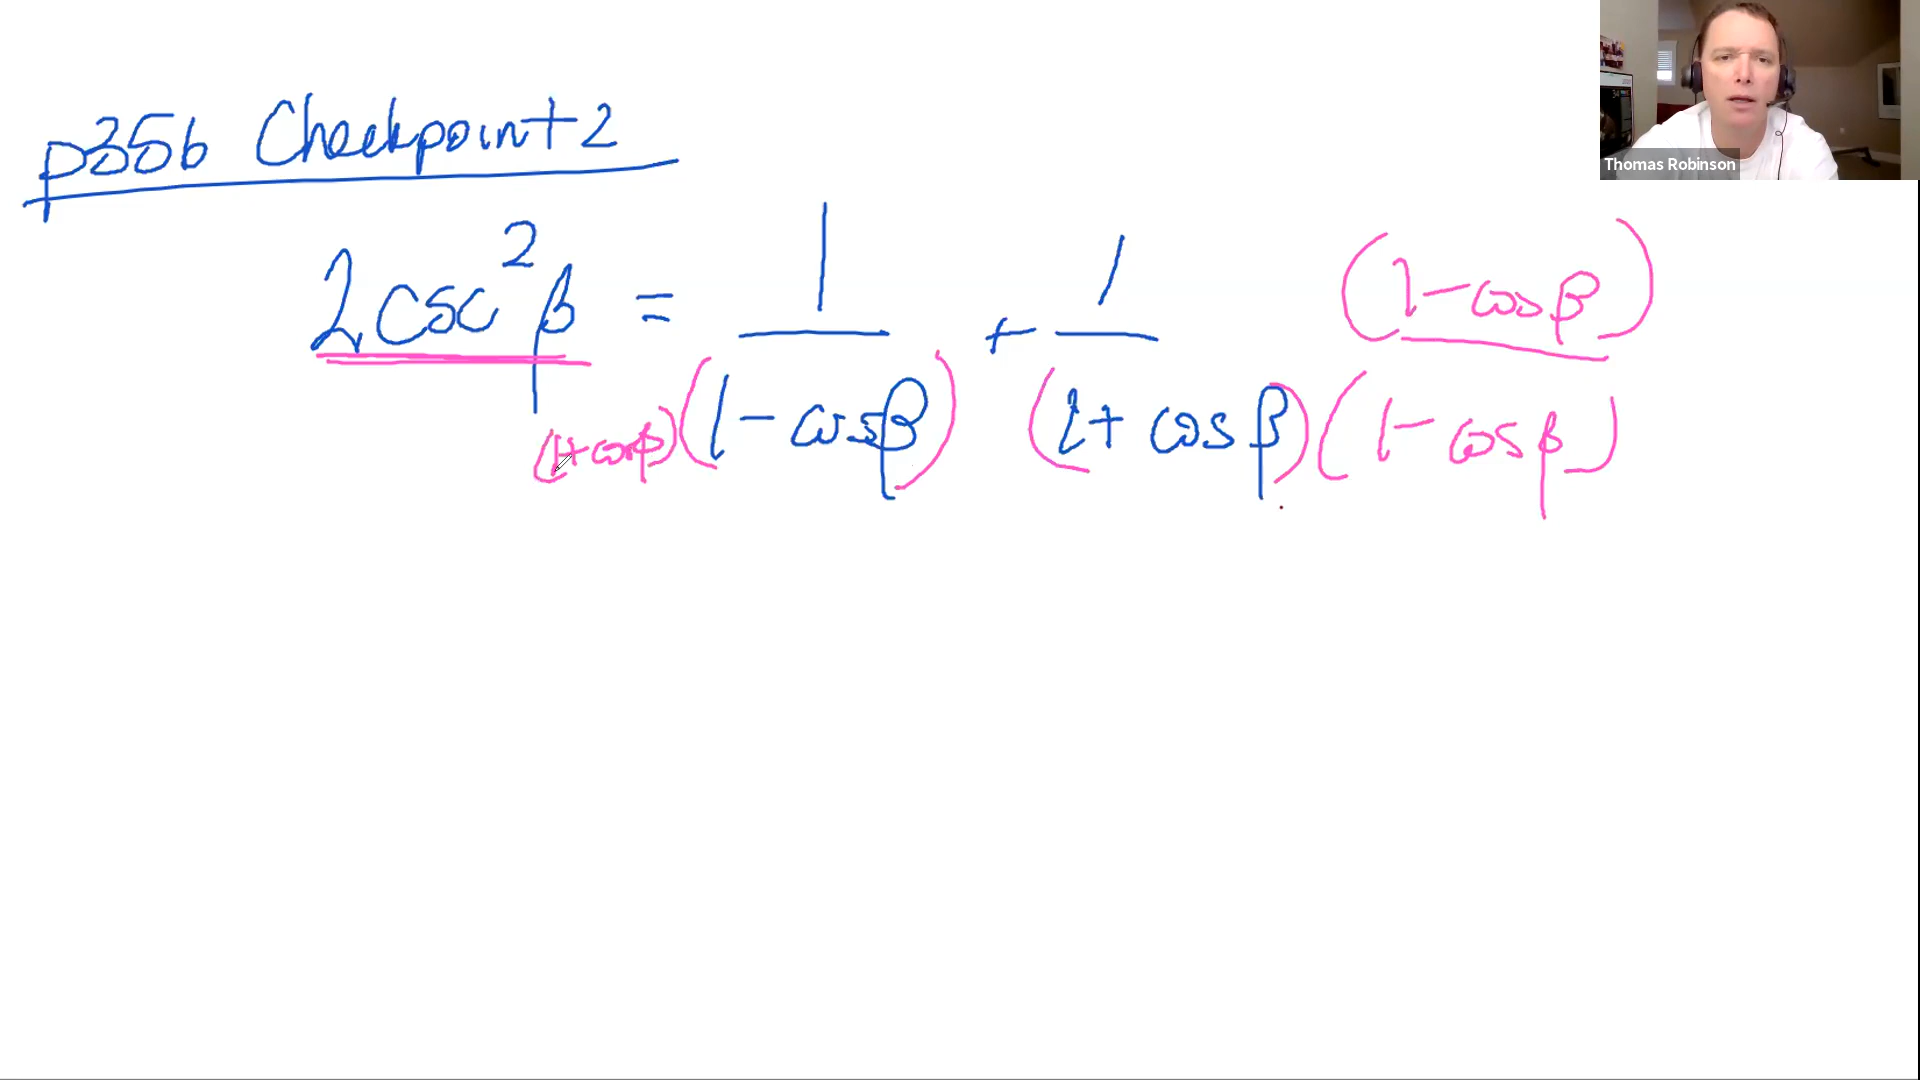 Thomas Robinson
p356 Checkpoint 2
2csc²β = 1/((1+cosβ)(1-cosβ)) + 1/((1+cosβ)) (1-cosβ)/(1-cosβ)